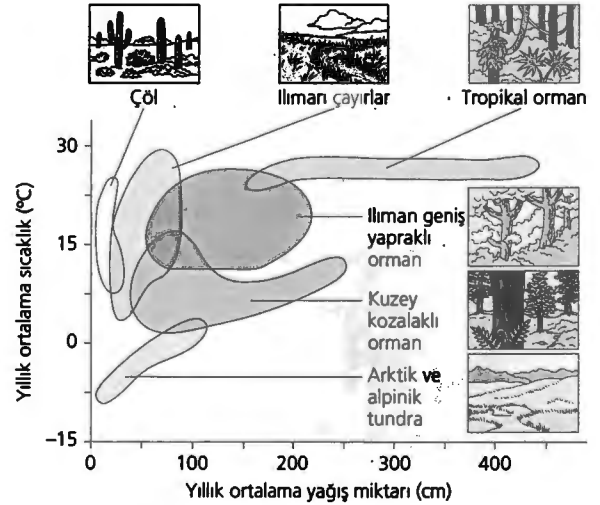 Çöl
Ilıman çayırlar
Tropikal orman
Yıllık ortalama sıcaklık (ºC)
30
15
0
–15
Ilıman geniş
yapraklı
orman
Kuzey
kozalaklı
orman
Arktik ve
alpinik
tundra
0
100
200
300
400
Yıllık ortalama yağış miktarı (cm)